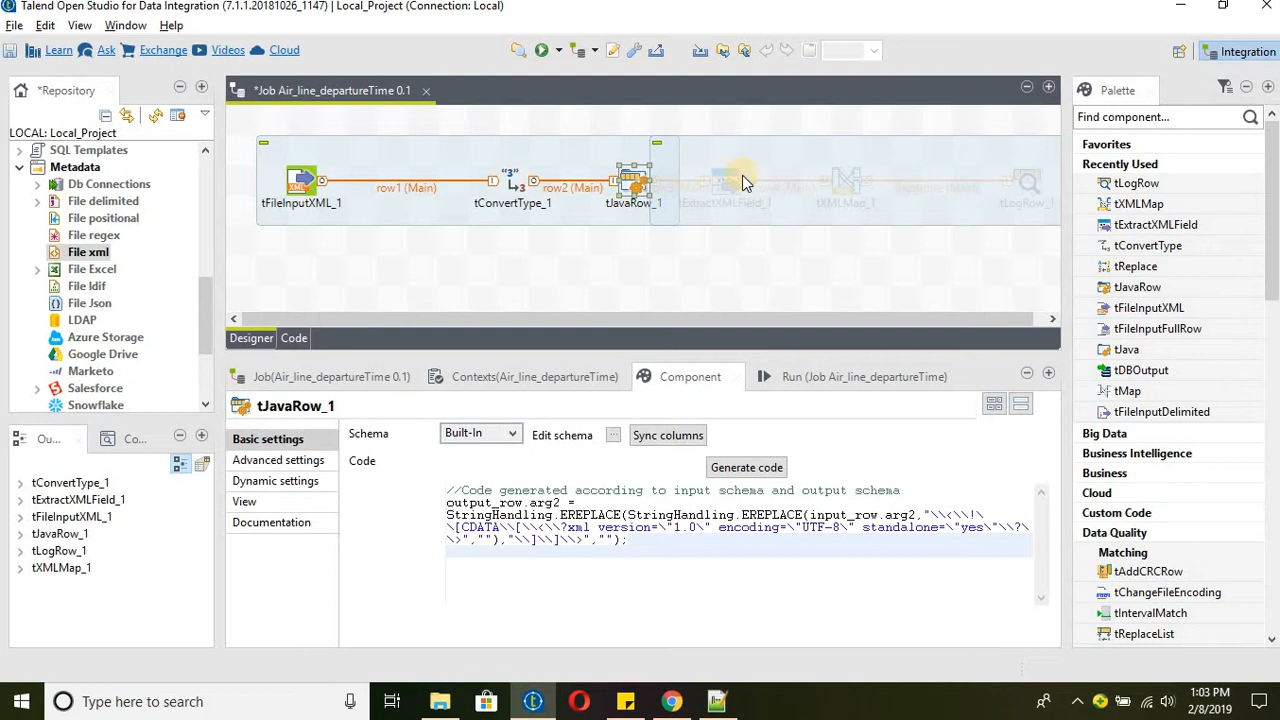 Talend Open Studio for Data Integration (7.1.1.20181026_1147) | Local_Project (Connection: Local)
File Edit View Window Help
Learn Ask Exchange Videos Cloud
Integration
*Repository
*Job Air_line_departureTime 0.1
Palette
LOCAL: Local_Project
Find component...
SQL Templates
Metadata
Db Connections
File delimited
File positional
File regex
File xml
File Excel
File ldif
File Json
LDAP
Azure Storage
Google Drive
Marketo
Salesforce
Snowflake
row1 (Main)
row2 (Main)
tFileInputXML_1
tConvertType_1
tJavaRow_1
tExtractXMLField_1
tXMLMap_1
tLogRow_1
Designer Code
Favorites
Recently Used
tLogRow
tXMLMap
tExtractXMLField
tConvertType
tReplace
tJavaRow
tFileInputXML
tFileInputFullRow
tJava
tDBOutput
tMap
tFileInputDelimited
Big Data
Business Intelligence
Business
Cloud
Custom Code
Data Quality
Matching
tAddCRCRow
tChangeFileEncoding
tIntervalMatch
tReplaceList
Job(Air_line_departureTime 0.1)
Contexts(Air_line_departureTime)
Component
Run (Job Air_line_departureTime)
tJavaRow_1
Basic settings
Advanced settings
Dynamic settings
View
Documentation
Schema Built-In Edit schema ... Sync columns
Code
Generate code
//Code generated according to input schema and output schema
output_row.arg2 =
StringHandling.EREPLACE(StringHandling.EREPLACE(input_row.arg2,"\\<\\!\
\[CDATA\\[\\<\\?xml version=\"1.0\" encoding=\"UTF-8\" standalone=\"yes\"\\?\
\>",""),"\\]\\]\\>","");
Ou...
Co...
tConvertType_1
tExtractXMLField_1
tFileInputXML_1
tJavaRow_1
tLogRow_1
tXMLMap_1
Type here to search
1:03 PM
2/8/2019